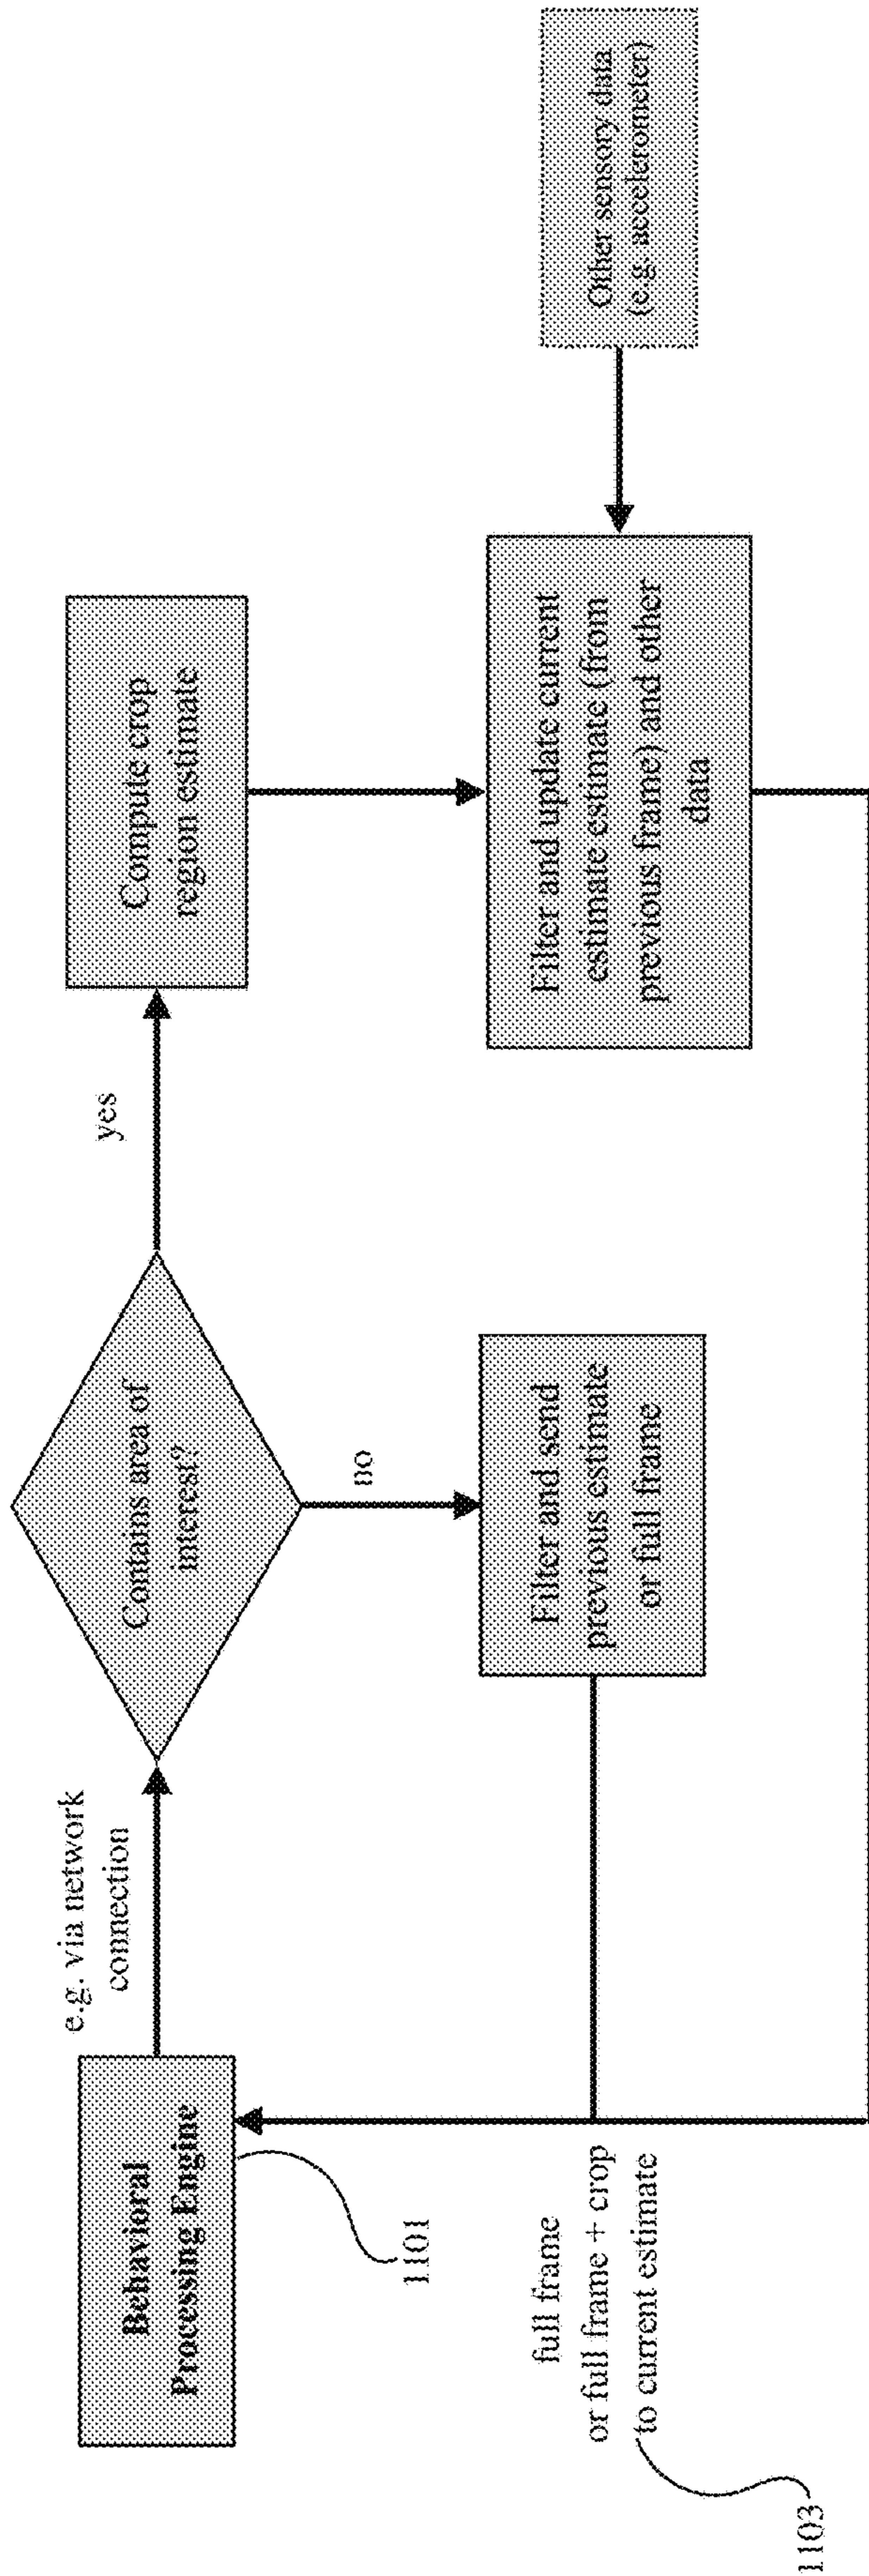 Behavioral
Processing Engine
1101
e.g. via network
connection
Contains area of
interest?
yes
Compute crop
region estimate
no
Filter and send
previous estimate
or full frame
Filter and update current
estimate estimate (from
previous frame) and other
data
Other sensory data
(e.g. accelerometer)
full frame
or full frame + crop
to current estimate
1103